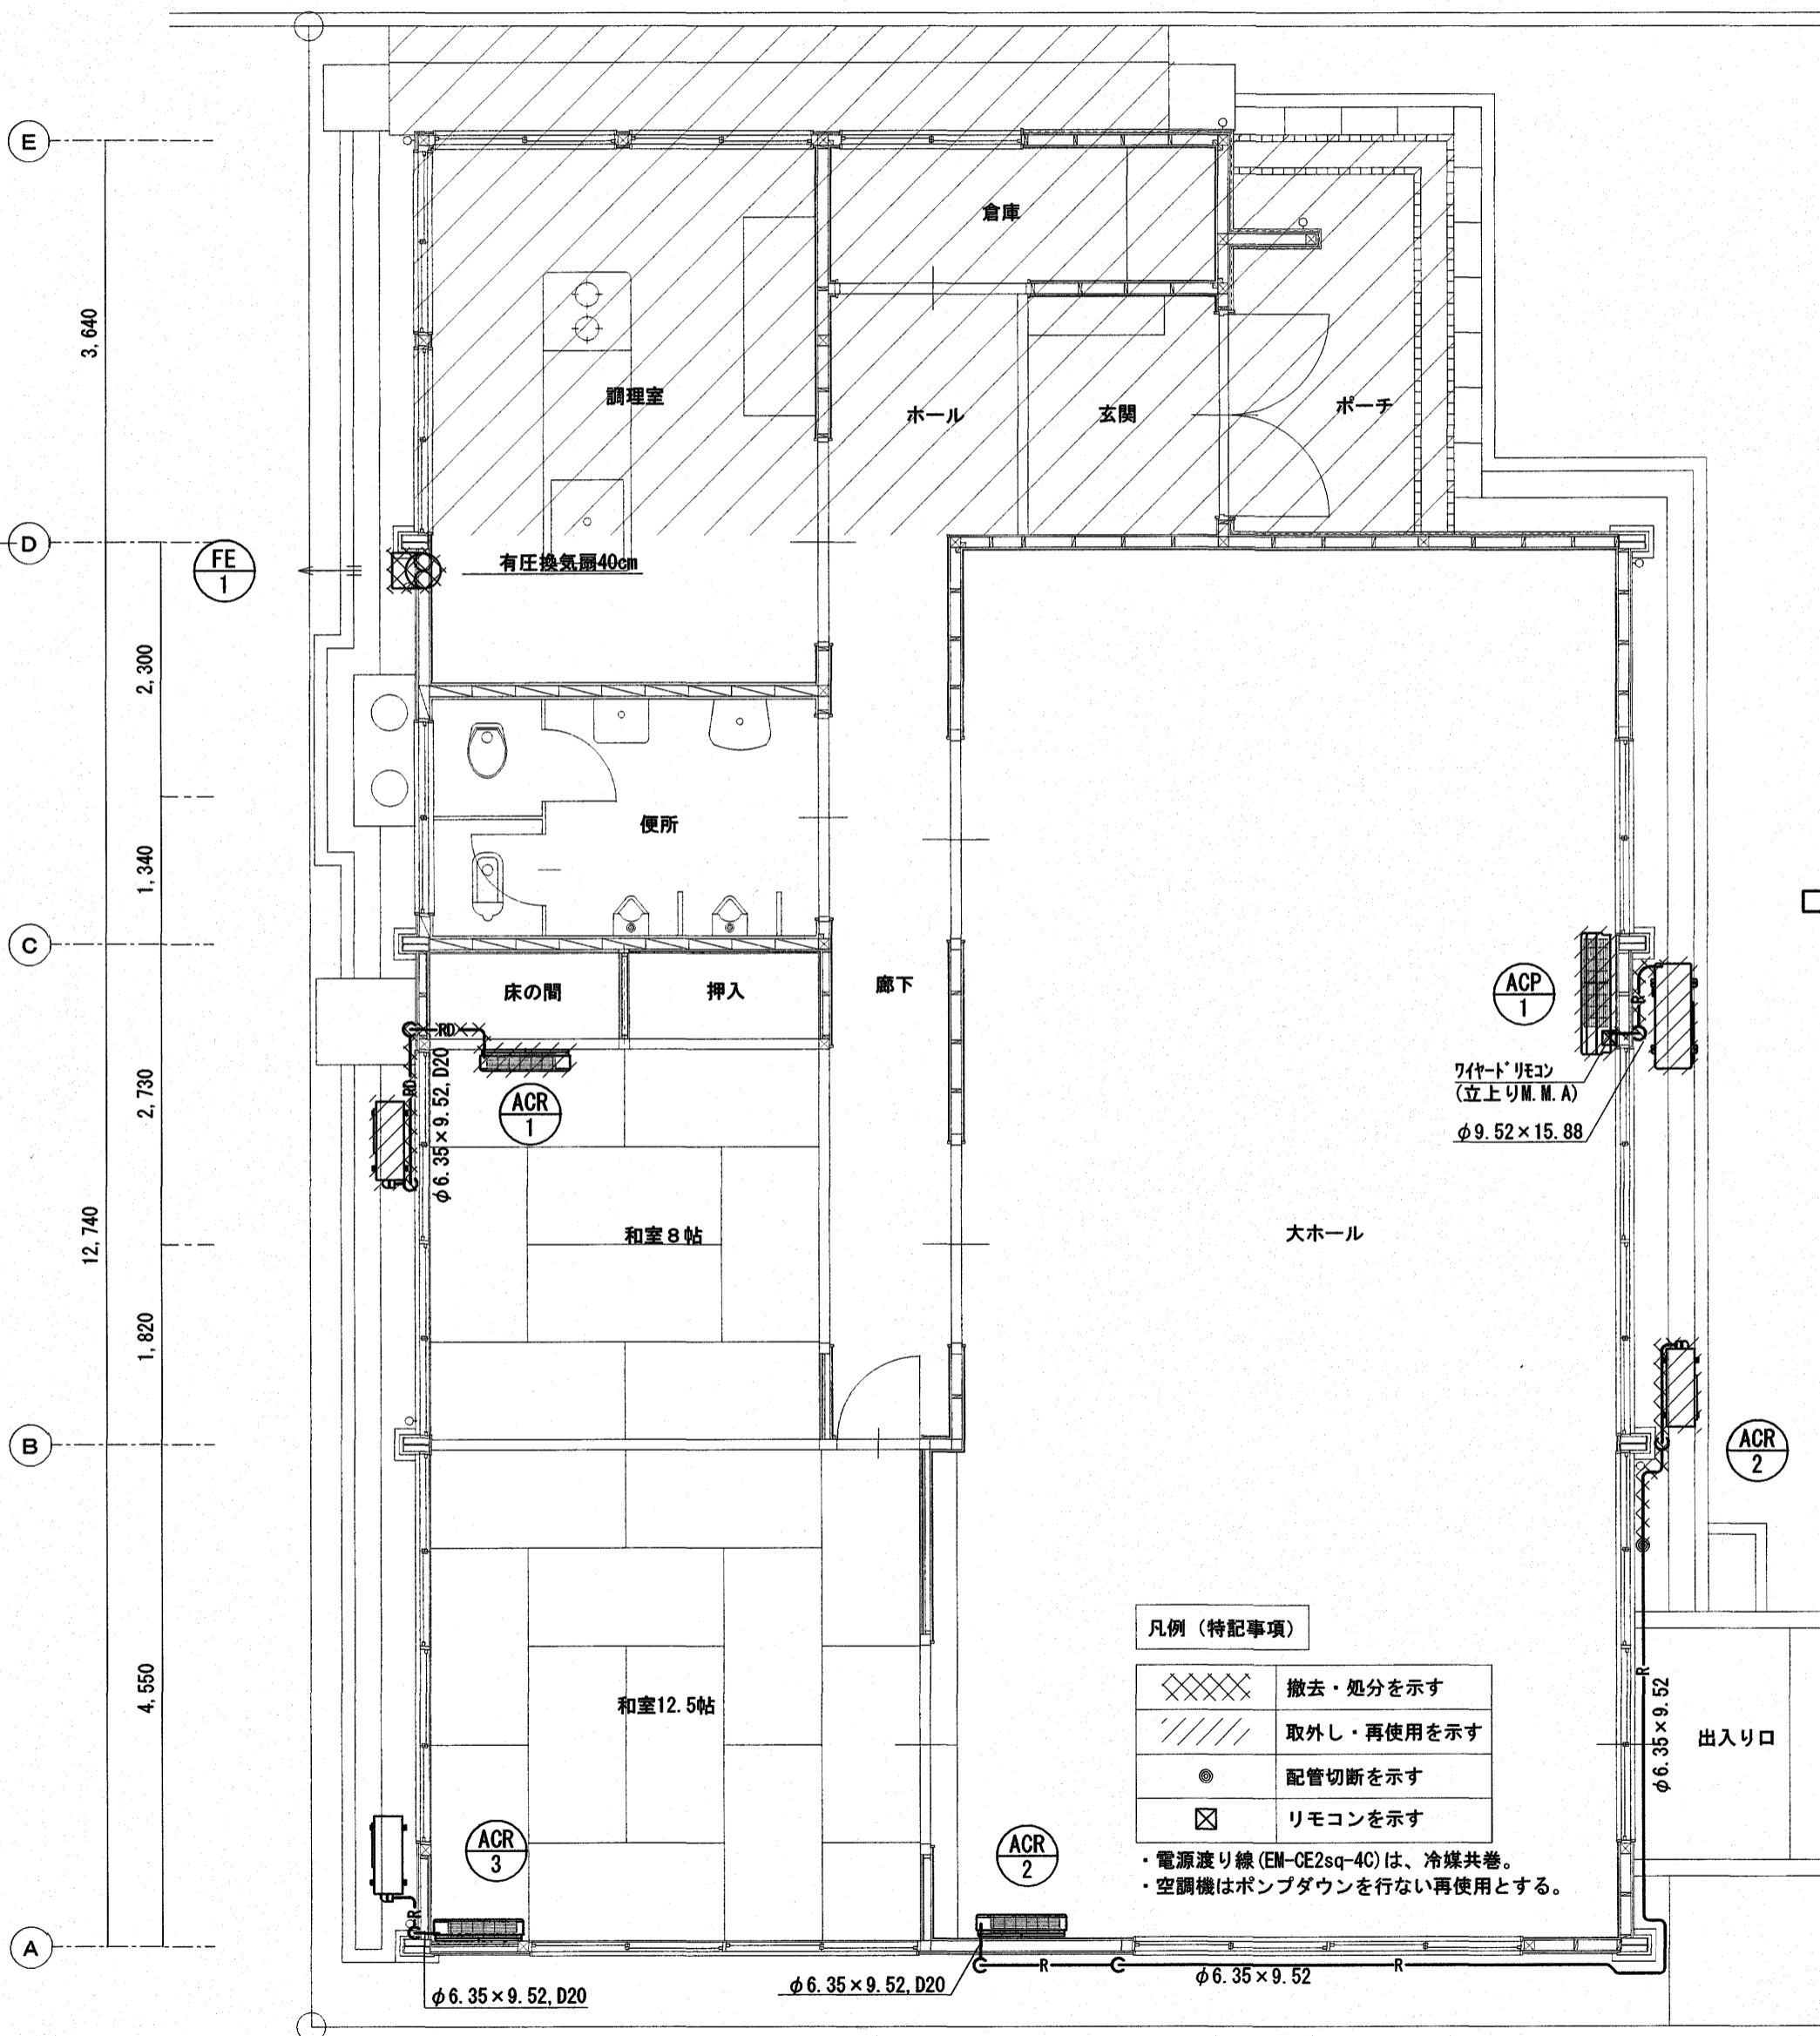 E
倉庫
3,640
調理室
ホール
玄関
ポーチ
D
FE
1
有圧換気扇40cm
2,300
便所
1,340
C
床の間
押入
廊下
ACP
1
RD
R
ワイヤードリモコン
(立上りM.M.A)
φ9.52×15.88
RD
φ6.35×9.52,D20
ACR
1
2,730
12,740
和室8帖
大ホール
1,820
B
ACR
2
凡例(特記事項)
撤去・処分を示す
取外し・再使用を示す
配管切断を示す
リモコンを示す
・電源渡り線(EM-CE2sq-4C)は、冷媒共巻。
・空調機はポンプダウンを行ない再使用とする。
4,550
和室12.5帖
R
φ6.35×9.52
出入り口
ACR
3
ACR
2
A
R
R
R
φ6.35×9.52,D20
φ6.35×9.52,D20
φ6.35×9.52